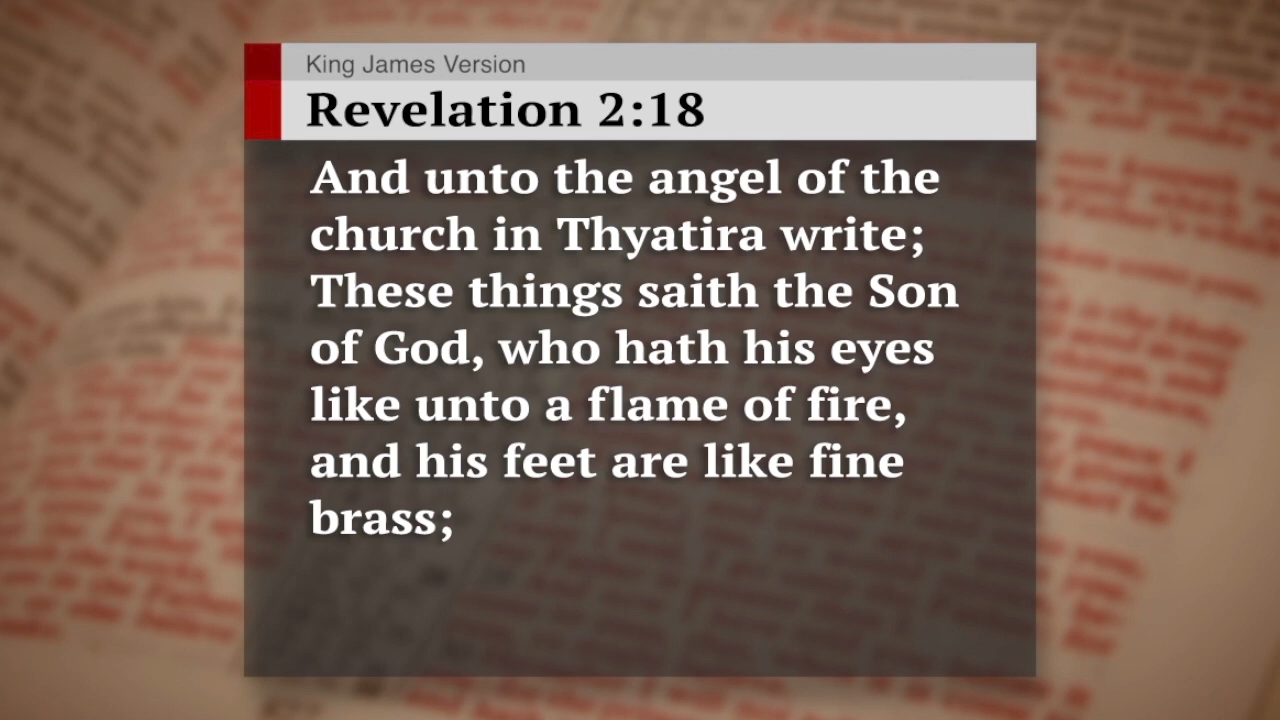 King James Version
Revelation 2:18
And unto the angel of the
church in Thyatira write;
These things saith the Son
of God, who hath his eyes
like unto a flame of fire,
and his feet are like fine
brass;